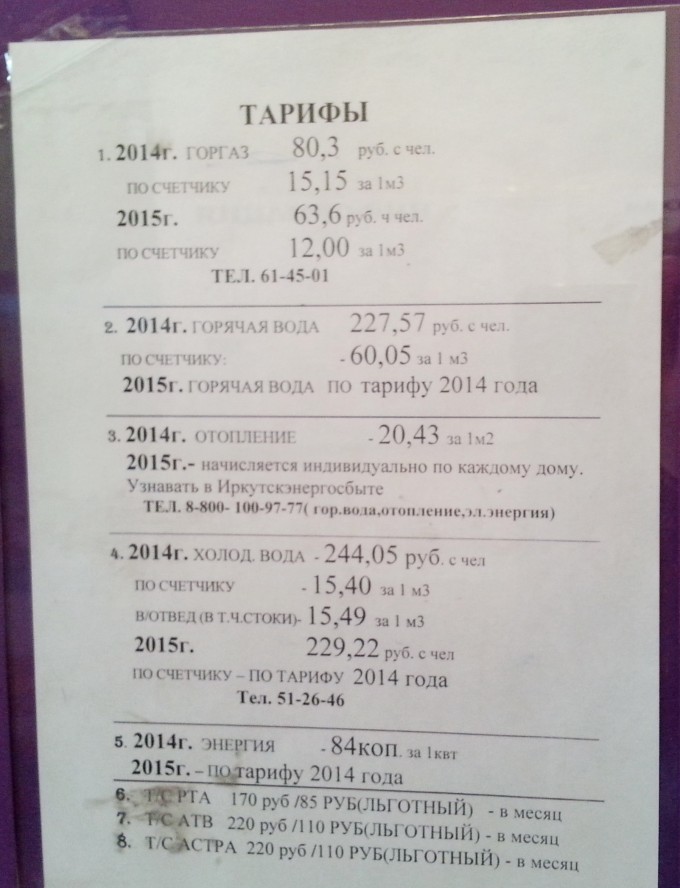 ТАРИФЫ
1. 2014г. ГОРГАЗ 80,3 руб. с чел.
ПО СЧЕТЧИКУ 15,15 за 1м3
2015г. 63,6 руб. ч чел.
ПО СЧЕТЧИКУ 12,00 за 1м3
ТЕЛ. 61-45-01
2. 2014г. ГОРЯЧАЯ ВОДА 227,57 руб. с чел.
ПО СЧЕТЧИКУ: - 60,05 за 1 м3
2015г. ГОРЯЧАЯ ВОДА ПО тарифу 2014 года
3. 2014г. ОТОПЛЕНИЕ - 20,43 за 1м2
2015г.- начисляется индивидуально по каждому дому.
Узнавать в Иркутскэнергосбыте
ТЕЛ. 8-800- 100-97-77( гор.вода,отопление,эл.энергия)
4. 2014г. ХОЛОД. ВОДА - 244,05 руб. с чел
ПО СЧЕТЧИКУ - 15,40 за 1 м3
В/ОТВЕД (В Т.Ч.СТОКИ)- 15,49 за 1 м3
2015г. 229,22 руб. с чел
ПО СЧЕТЧИКУ – ПО ТАРИФУ 2014 года
Тел. 51-26-46
5. 2014г. ЭНЕРГИЯ - 84коп. за 1квт
2015г. – ПО тарифу 2014 года
6. Т/С РТА 170 руб /85 РУБ(ЛЬГОТНЫЙ) - в месяц
7. Т/С АТВ 220 руб /110 РУБ(ЛЬГОТНЫЙ) - в месяц
8. Т/С АСТРА 220 руб /110 РУБ(ЛЬГОТНЫЙ) - в месяц